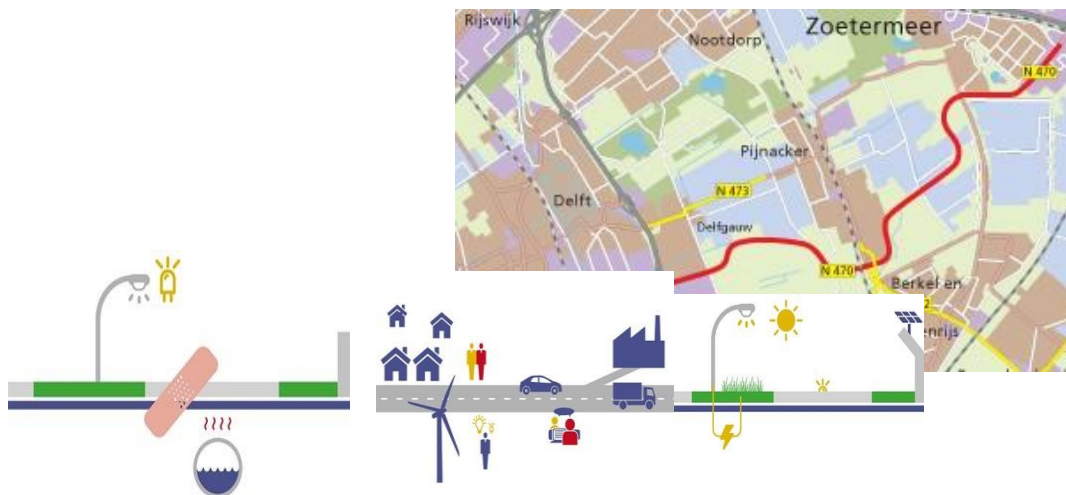 Rijswijk
Zoetermeer
Nootdorp
N 470
Pijnacker
N 473
Delft
Delfgauw
N 470
Berkel en